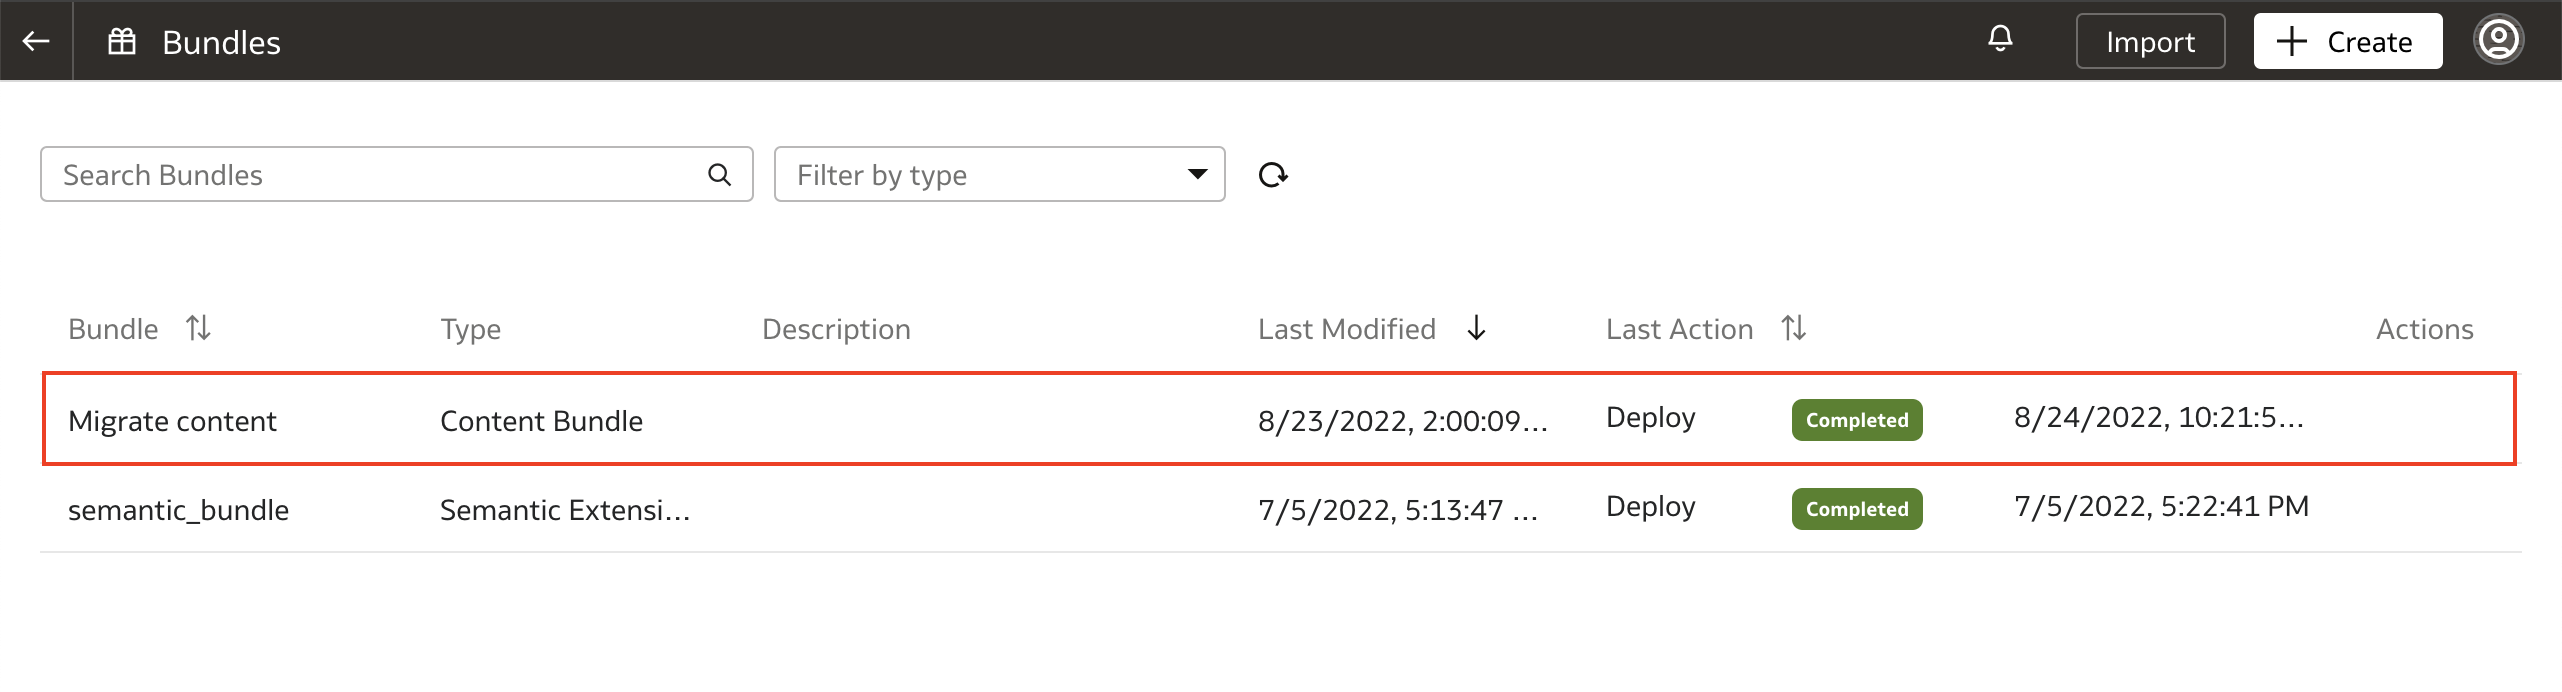 Bundles Import Create
Search Bundles Filter by type
Bundle Type Description Last Modified Last Action Actions
Migrate content Content Bundle 8/23/2022, 2:00:09... Deploy Completed 8/24/2022, 10:21:5...
semantic_bundle Semantic Extensi... 7/5/2022, 5:13:47 ... Deploy Completed 7/5/2022, 5:22:41 PM